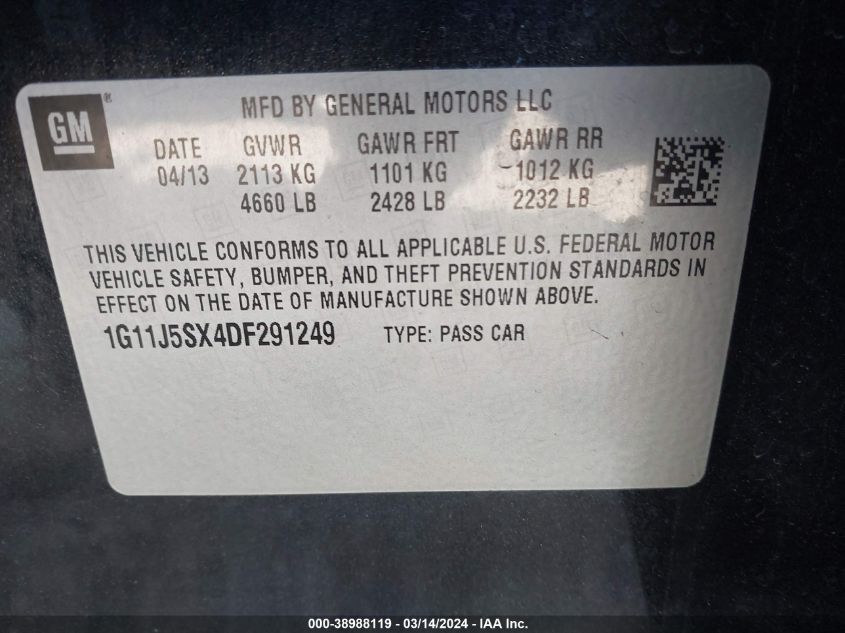 GM®
MFD BY GENERAL MOTORS LLC
DATE GVWR GAWR FRT GAWR RR
04/13 2113 KG 1101 KG 1012 KG
4660 LB 2428 LB 2232 LB
THIS VEHICLE CONFORMS TO ALL APPLICABLE U.S. FEDERAL MOTOR
VEHICLE SAFETY, BUMPER, AND THEFT PREVENTION STANDARDS IN
EFFECT ON THE DATE OF MANUFACTURE SHOWN ABOVE.
1G11J5SX4DF291249 TYPE: PASS CAR
000-38988119 - 03/14/2024 - IAA Inc.